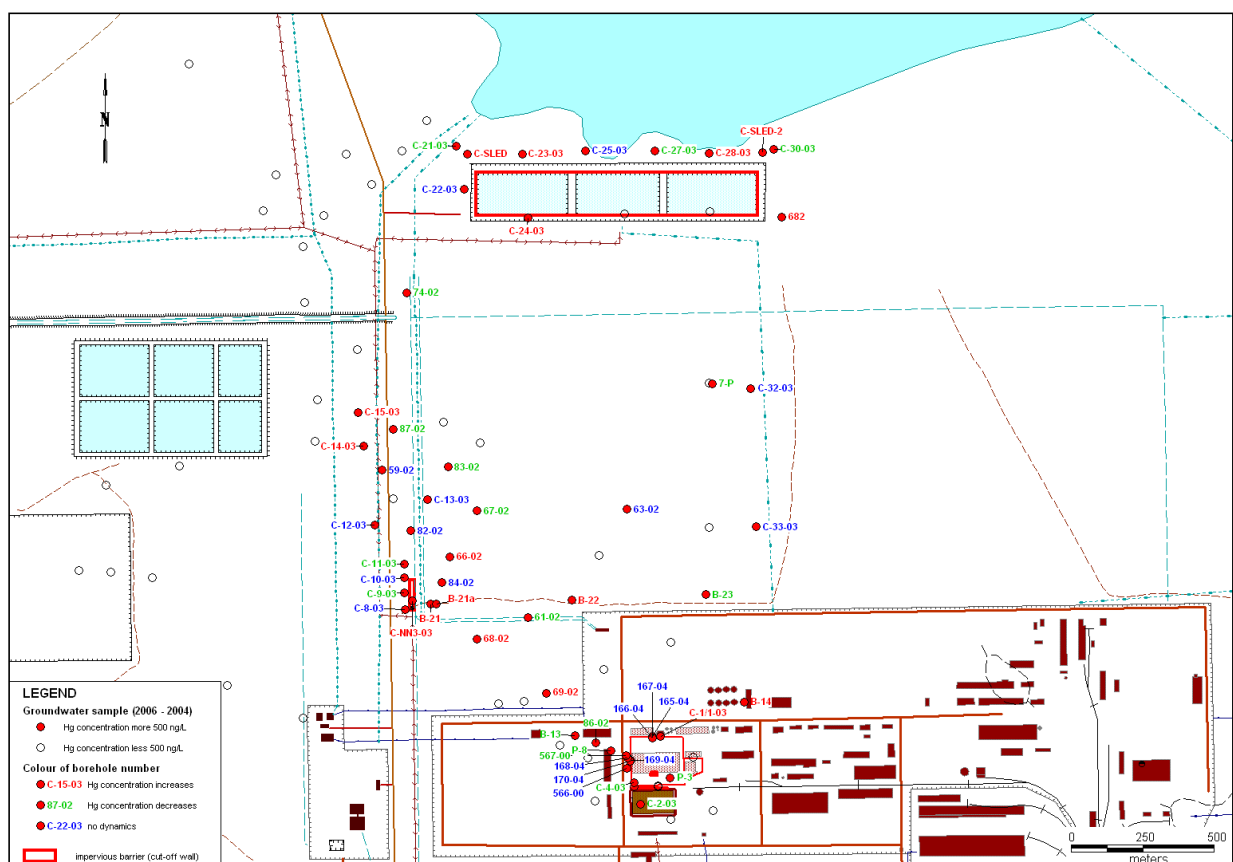 N
C-SLED-2
C-21-03
C-SLED
C-23-03
C-25-03
C-27-03
C-28-03
C-30-03
C-22-03
C-24-03
682
74-02
7-P
C-32-03
C-15-03
87-02
C-14-03
83-02
59-02
C-13-03
67-02
63-02
C-12-03
82-02
C-33-03
66-02
C-11-03
C-10-03
84-02
C-9-03
B-21a
B-22
B-23
C-8-03
B-21
61-02
C-NN3-03
68-02
69-02
167-04
166-04
165-04
C-1/1-03
B-14
86-02
B-13
P-8
567-00
168-04
169-04
170-04
566-00
P-3
C-4-03
C-2-03
LEGEND
Groundwater sample (2006 - 2004)
Hg concentration more 500 ng/L
Hg concentration less 500 ng/L
Colour of borehole number
C-15-03 Hg concentration increases
87-02 Hg concentration decreases
C-22-03 no dynamics
impervious barrier (cut-off wall)
0 250 500
meters